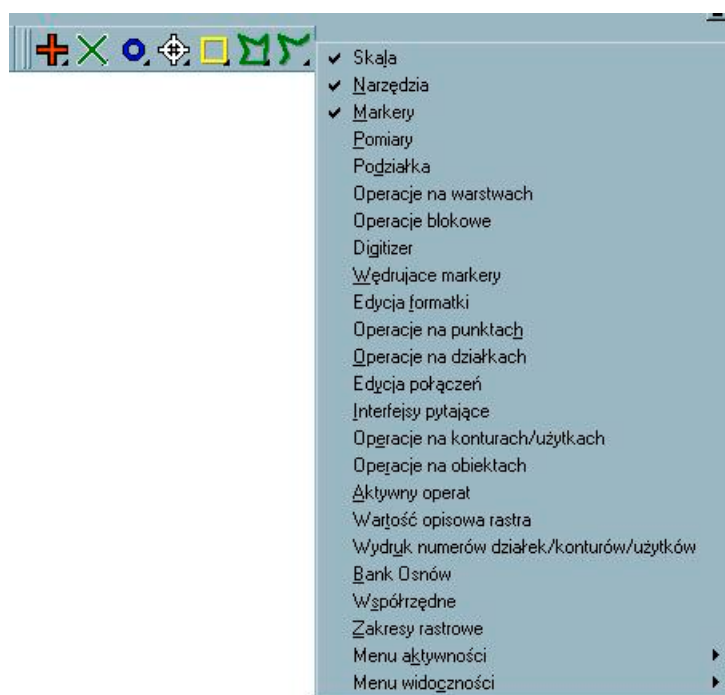 Skala
Narzędzia
Markery
Pomiary
Podziałka
Operacje na warstwach
Operacje blokowe
Digitizer
Wędrujace markery
Edycja formatki
Operacje na punktach
Operacje na działkach
Edycja połączeń
Interfejsy pytające
Operacje na konturach/użytkach
Operacje na obiektach
Aktywny operat
Wartość opisowa rastra
Wydruk numerów działek/konturów/użytków
Bank Osnów
Współrzędne
Zakresy rastrowe
Menu aktywności
Menu widoczności